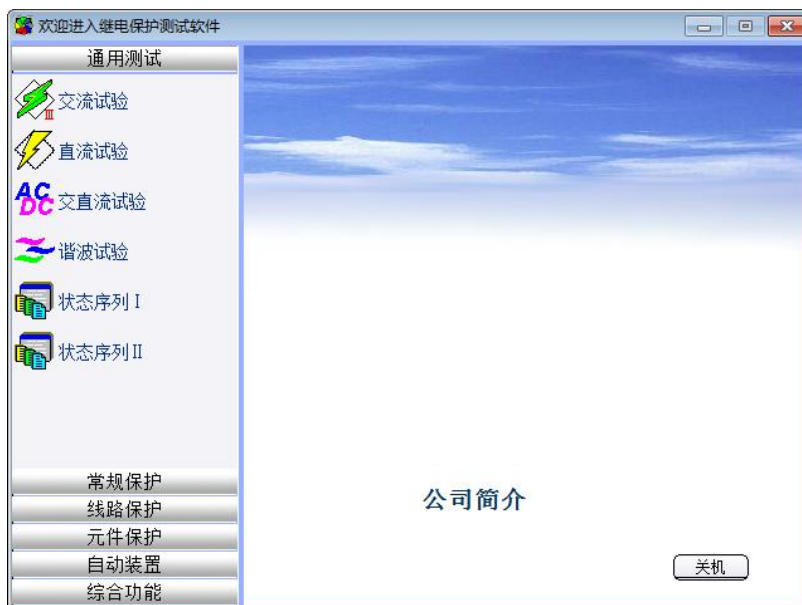 欢迎进入继电保护测试软件
通用测试
III
交流试验
直流试验
AC
DC
交直流试验
谐波试验
状态序列 I
状态序列 II
常规保护
线路保护
元件保护
自动装置
综合功能
公司简介
关机